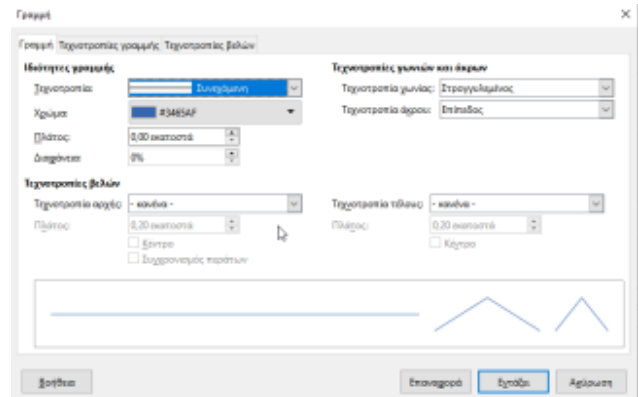 Γραμμή
Γραμμή Τεχνοτροπίες γραμμής Τεχνοτροπίες βελών
Ιδιότητες γραμμής
Τεχνοτροπία: Συνεχόμενη
Χρώμα: #3465AF
Πλάτος: 0,00 εκατοστά
Διαφάνεια: 0%
Τεχνοτροπίες γωνιών και άκρων
Τεχνοτροπία γωνίας: Στρογγυλεμένος
Τεχνοτροπία άκρου: Επίπεδος
Τεχνοτροπίες βελών
Τεχνοτροπία αρχής: - κανένα -
Πλάτος: 0,20 εκατοστά
Κέντρο
Συγχρονισμός περάτων
Τεχνοτροπία τέλους: - κανένα -
Πλάτος: 0,20 εκατοστά
Κέντρο
Βοήθεια
Επαναφορά
Εντάξει
Ακύρωση